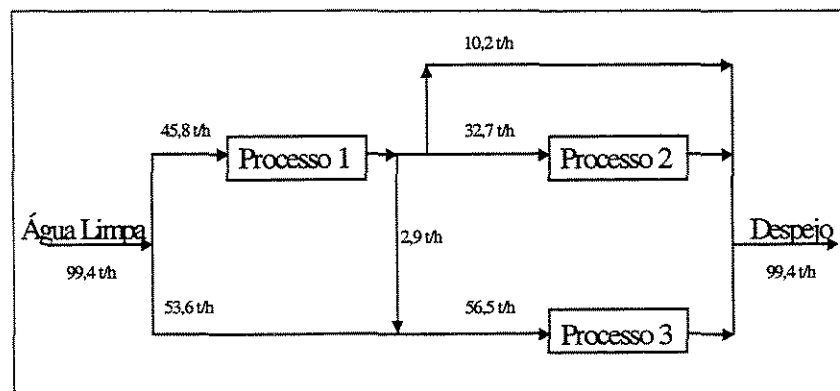 10,2 t/h
45,8 t/h
32,7 t/h
Processo 1
Processo 2
Água Limpa
2,9 t/h
Despejo
99,4 t/h
99,4 t/h
53,6 t/h
56,5 t/h
Processo 3